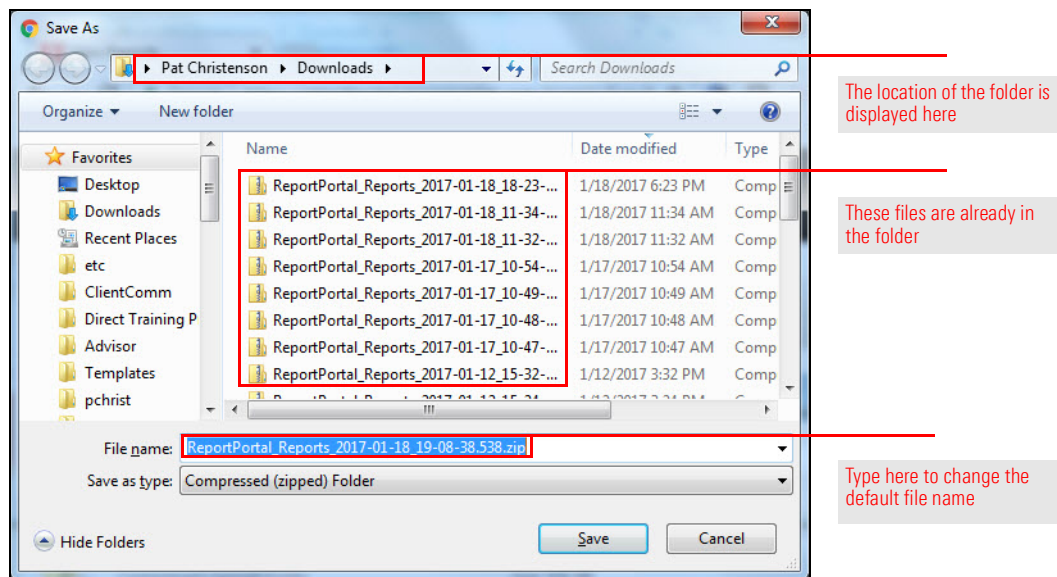 Save As
Pat Christenson Downloads
Search Downloads
The location of the folder is
displayed here
Organize New folder
Name Date modified Type
Favorites
Desktop
Downloads
Recent Places
etc
ClientComm
Direct Training P
Advisor
Templates
pchrist
ReportPortal_Reports_2017-01-18_18-23-... 1/18/2017 6:23 PM Comp
ReportPortal_Reports_2017-01-18_11-34-... 1/18/2017 11:34 AM Comp
ReportPortal_Reports_2017-01-18_11-32-... 1/18/2017 11:32 AM Comp
ReportPortal_Reports_2017-01-17_10-54-... 1/17/2017 10:54 AM Comp
ReportPortal_Reports_2017-01-17_10-49-... 1/17/2017 10:49 AM Comp
ReportPortal_Reports_2017-01-17_10-48-... 1/17/2017 10:48 AM Comp
ReportPortal_Reports_2017-01-17_10-47-... 1/17/2017 10:47 AM Comp
ReportPortal_Reports_2017-01-12_15-32-... 1/12/2017 3:32 PM Comp
These files are already in
the folder
File name: ReportPortal_Reports_2017-01-18_19-08-38.538.zip
Save as type: Compressed (zipped) Folder
Type here to change the
default file name
Hide Folders
Save Cancel